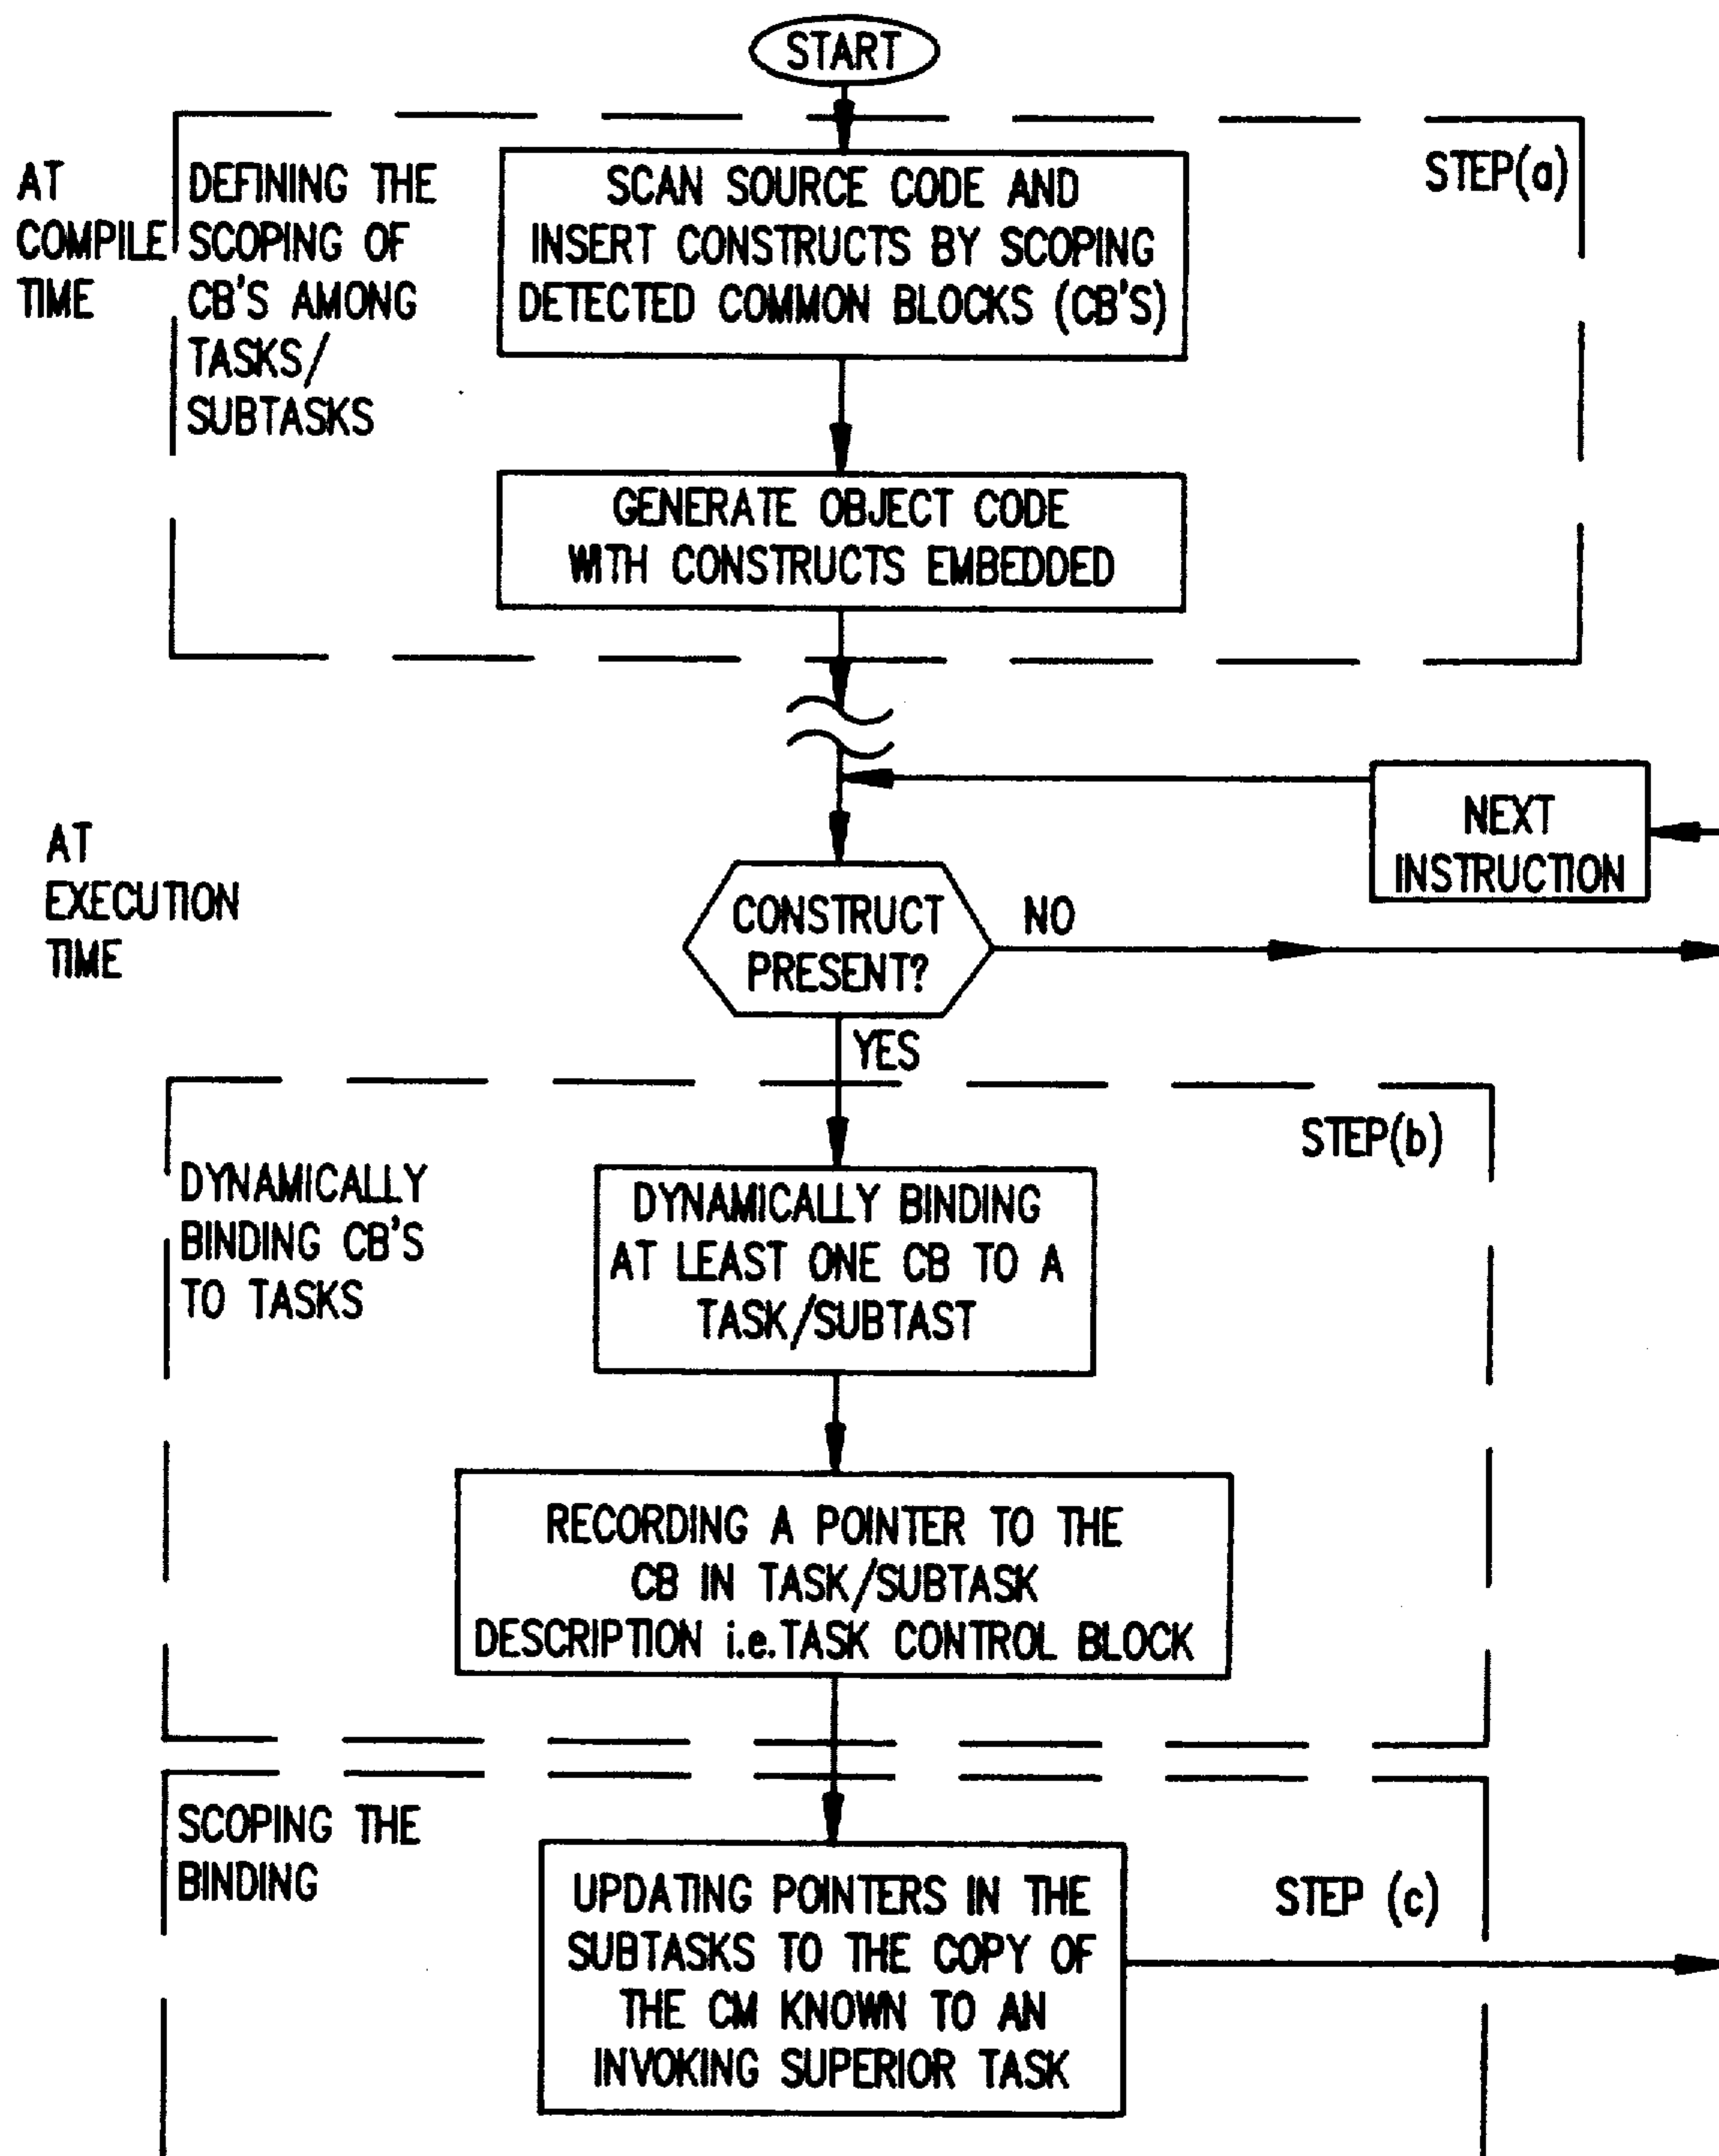 START
AT
COMPILE
TIME
DEFINING THE
SCOPING OF
CB'S AMONG
TASKS/
SUBTASKS
SCAN SOURCE CODE AND
INSERT CONSTRUCTS BY SCOPING
DETECTED COMMON BLOCKS (CB'S)
STEP(a)
GENERATE OBJECT CODE
WITH CONSTRUCTS EMBEDDED
NEXT
INSTRUCTION
AT
EXECUTION
TIME
CONSTRUCT
PRESENT?
NO
YES
STEP(b)
DYNAMICALLY
BINDING CB'S
TO TASKS
DYNAMICALLY BINDING
AT LEAST ONE CB TO A
TASK/SUBTAST
RECORDING A POINTER TO THE
CB IN TASK/SUBTASK
DESCRIPTION i.e.TASK CONTROL BLOCK
SCOPING THE
BINDING
UPDATING POINTERS IN THE
SUBTASKS TO THE COPY OF
THE CM KNOWN TO AN
INVOKING SUPERIOR TASK
STEP (c)